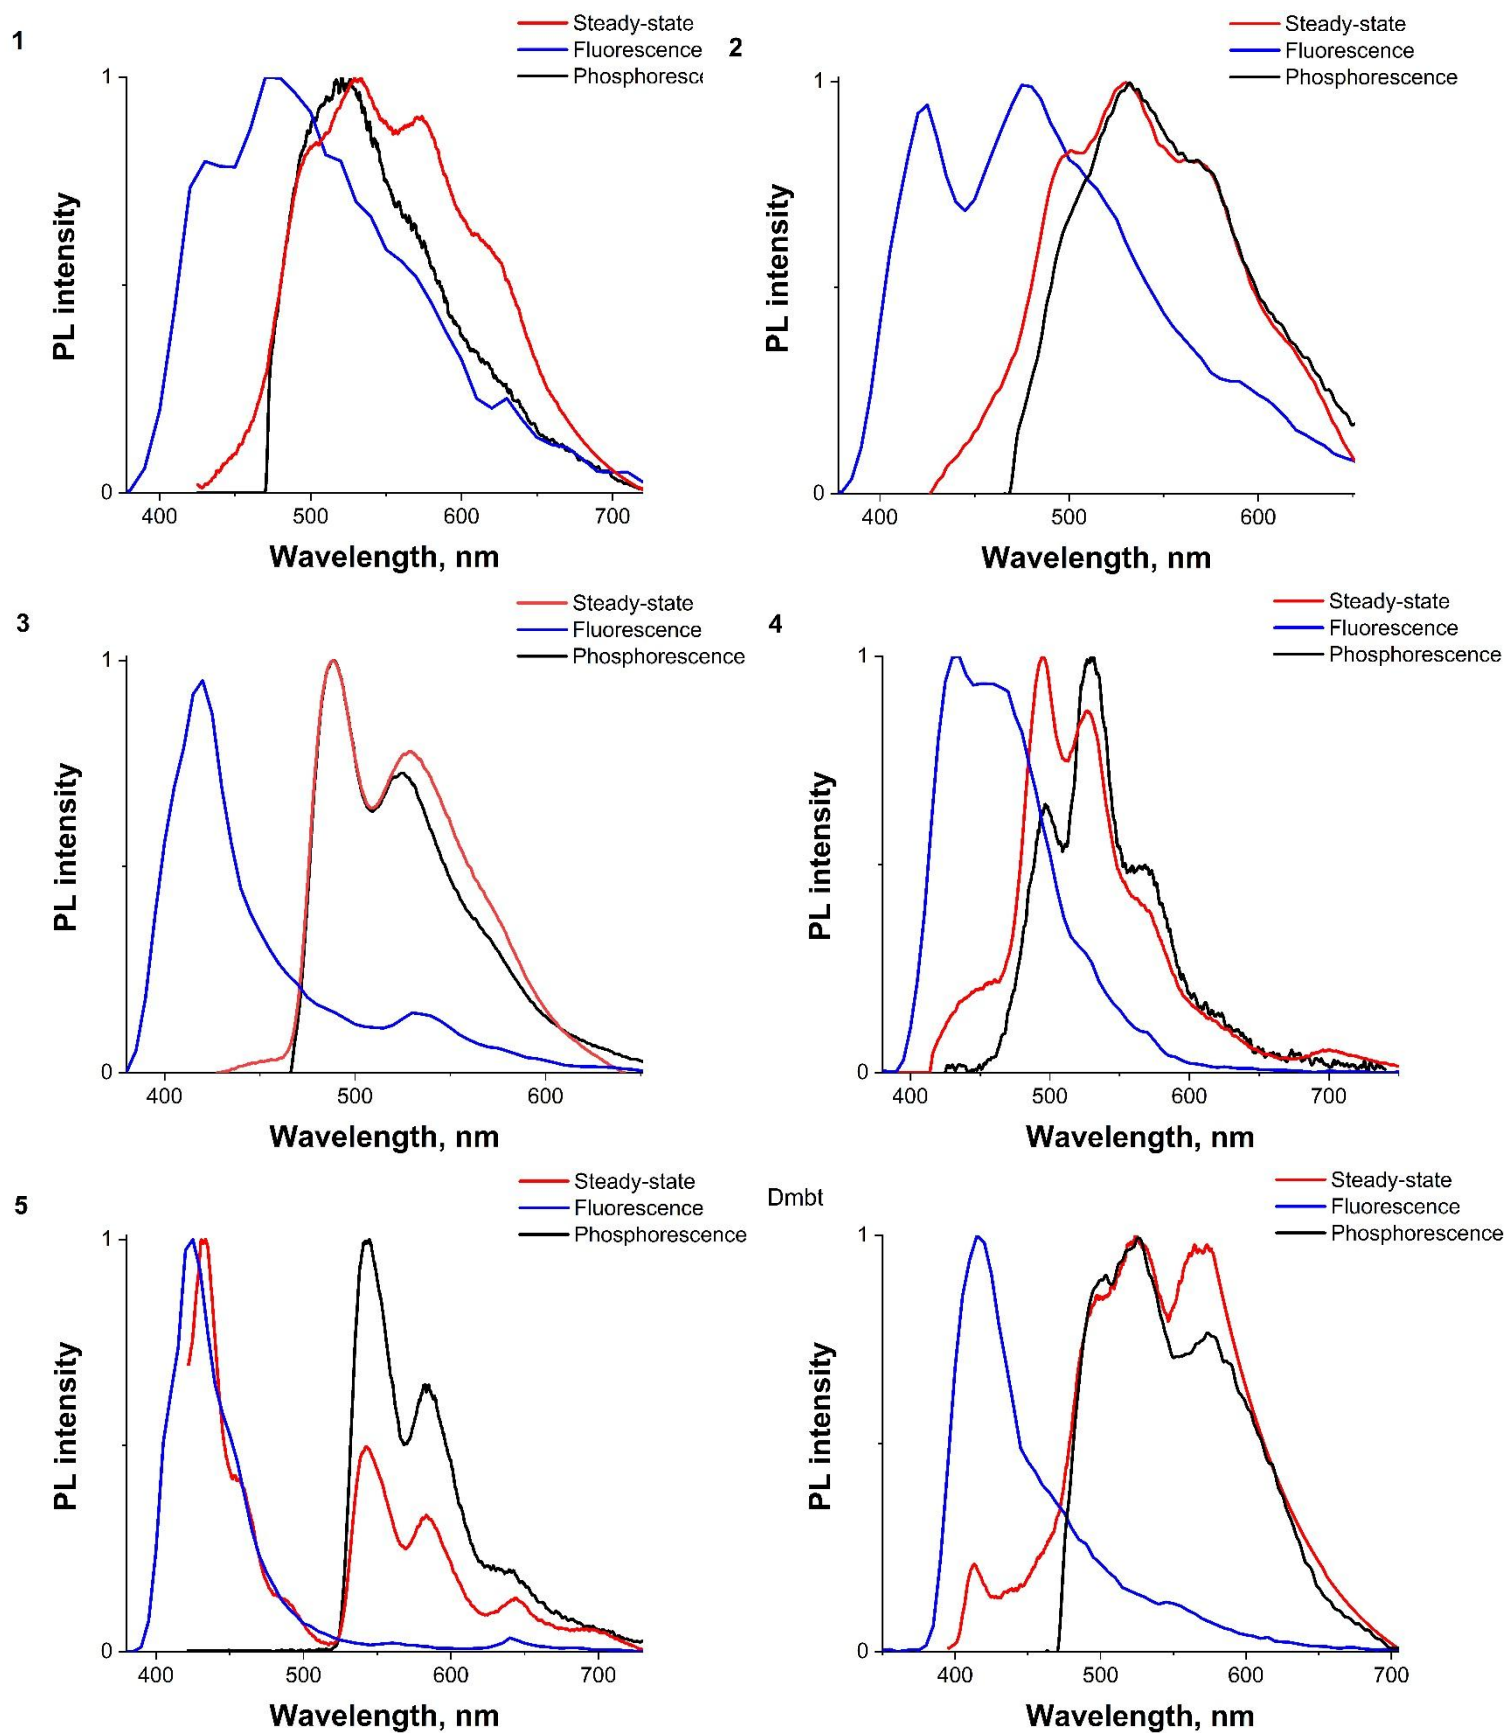 1
Steady-state
Fluorescence
Phosphoresce
1
0
PL intensity
400 500 600 700
Wavelength, nm
2
Steady-state
Fluorescence
Phosphorescence
1
0
PL intensity
400 500 600
Wavelength, nm
3
Steady-state
Fluorescence
Phosphorescence
1
0
PL intensity
400 500 600
Wavelength, nm
4
Steady-state
Fluorescence
Phosphorescence
1
0
PL intensity
400 500 600 700
Wavelength, nm
5
Steady-state
Fluorescence
Phosphorescence
1
0
PL intensity
400 500 600 700
Wavelength, nm
Dmbt
Steady-state
Fluorescence
Phosphorescence
1
0
PL intensity
400 500 600 700
Wavelength, nm